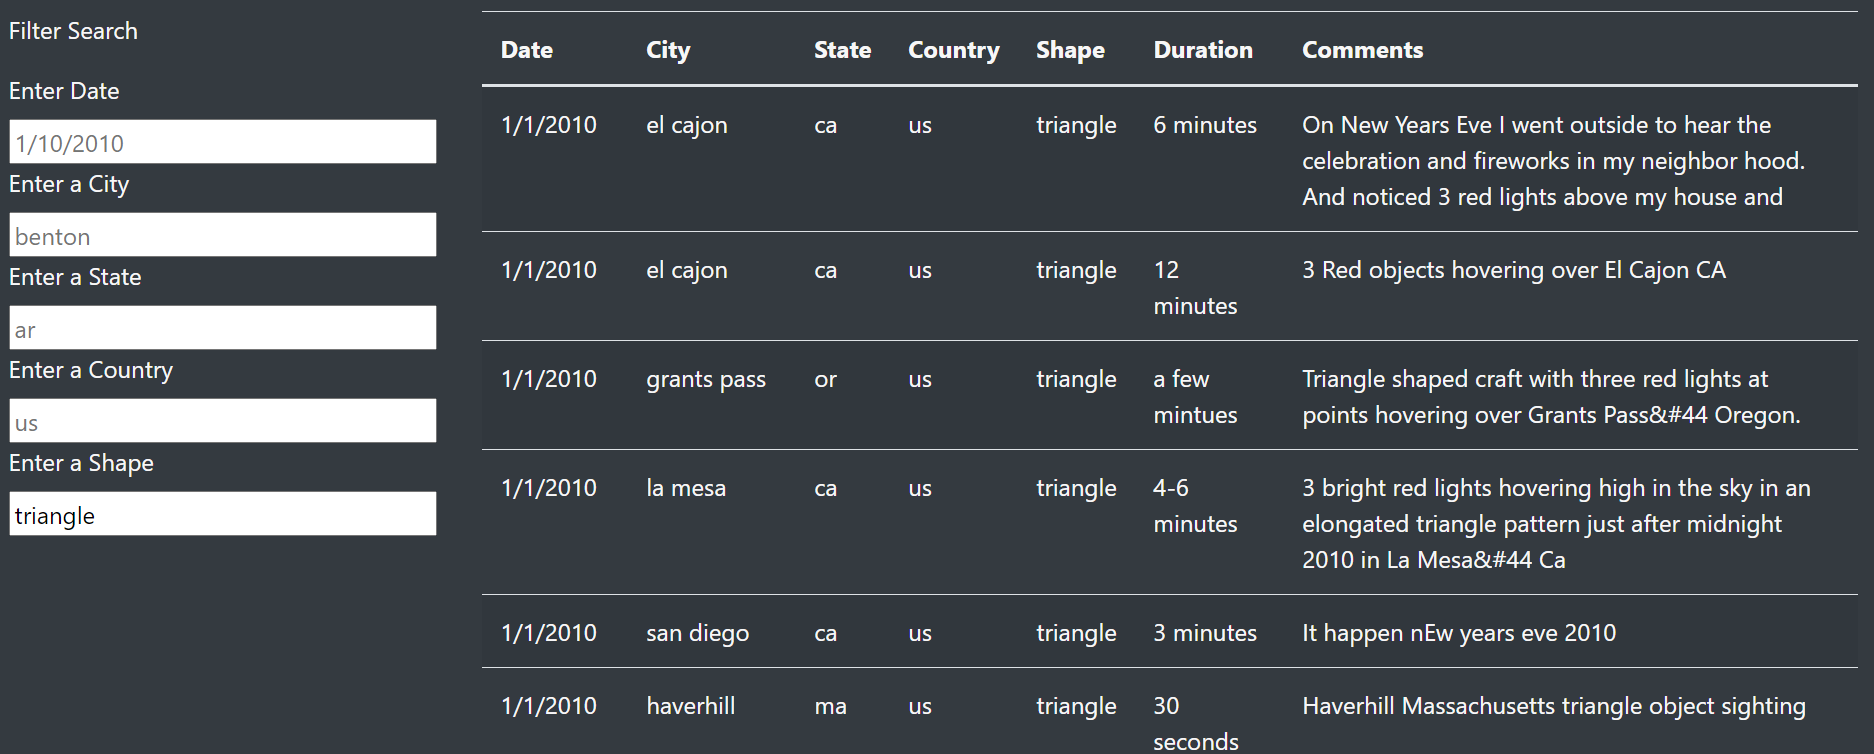 Filter Search
Enter Date
1/10/2010
Enter a City
benton
Enter a State
ar
Enter a Country
us
Enter a Shape
triangle
Date City State Country Shape Duration Comments
1/1/2010 el cajon ca us triangle 6 minutes On New Years Eve I went outside to hear the
celebration and fireworks in my neighbor hood.
And noticed 3 red lights above my house and
1/1/2010 el cajon ca us triangle 12 3 Red objects hovering over El Cajon CA
minutes
1/1/2010 grants pass or us triangle a few Triangle shaped craft with three red lights at
mintues points hovering over Grants Pass&#44 Oregon.
1/1/2010 la mesa ca us triangle 4-6 3 bright red lights hovering high in the sky in an
minutes elongated triangle pattern just after midnight
2010 in La Mesa&#44 Ca
1/1/2010 san diego ca us triangle 3 minutes It happen nEw years eve 2010
1/1/2010 haverhill ma us triangle 30 Haverhill Massachusetts triangle object sighting
seconds